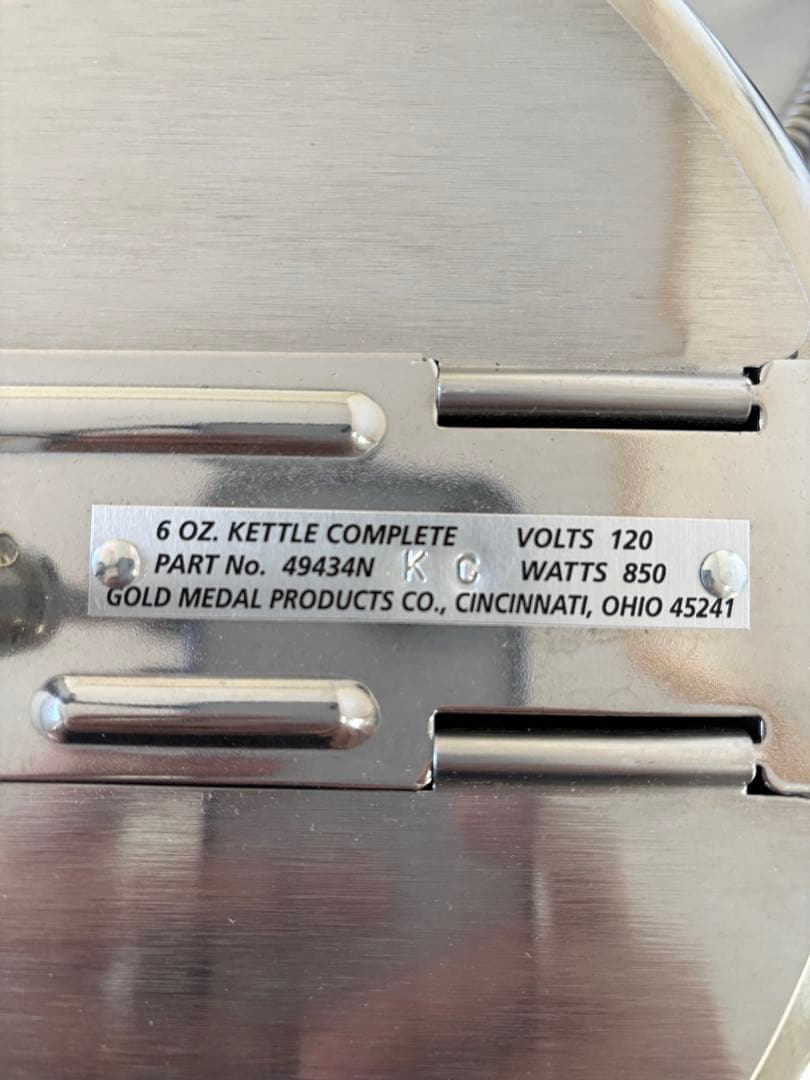 6 OZ. KETTLE COMPLETE VOLTS 120
PART No. 49434N K C WATTS 850
GOLD MEDAL PRODUCTS CO., CINCINNATI, OHIO 45241